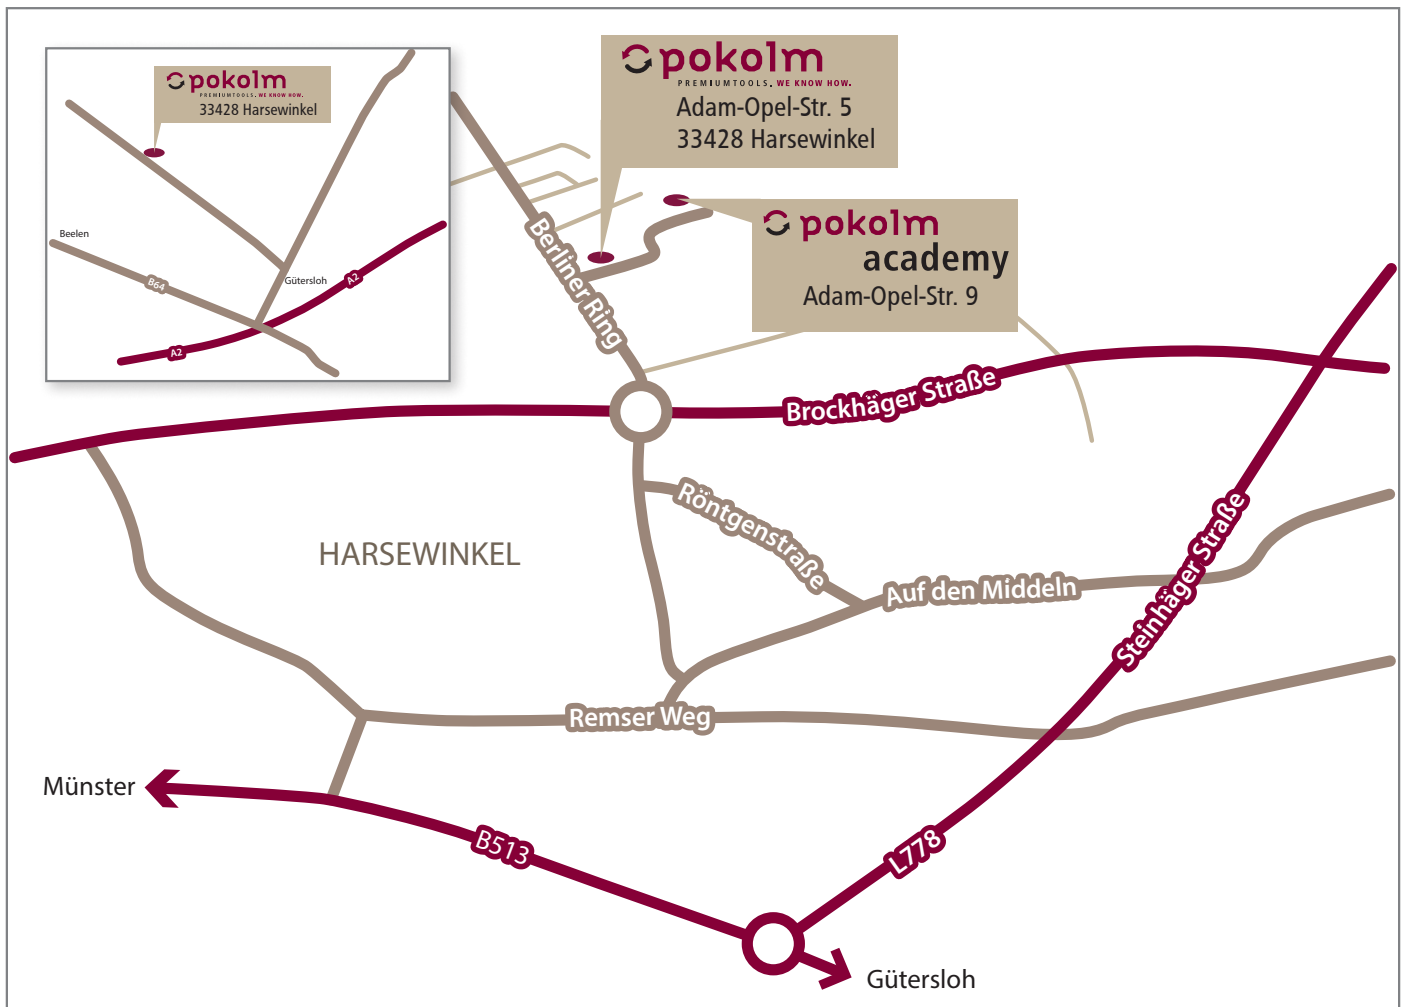 pokolm
PREMIUMTOOLS. WE KNOW HOW.
33428 Harsewinkel
Beelen
B64
Gütersloh
A2
A2
pokolm
PREMIUMTOOLS. WE KNOW HOW.
Adam-Opel-Str. 5
33428 Harsewinkel
pokolm
academy
Adam-Opel-Str. 9
Berliner Ring
Brockhäger Straße
Röntgenstraße
HARSEWINKEL
Auf den Middeln
Steinhäger Straße
Remser Weg
Münster
B513
L778
Gütersloh